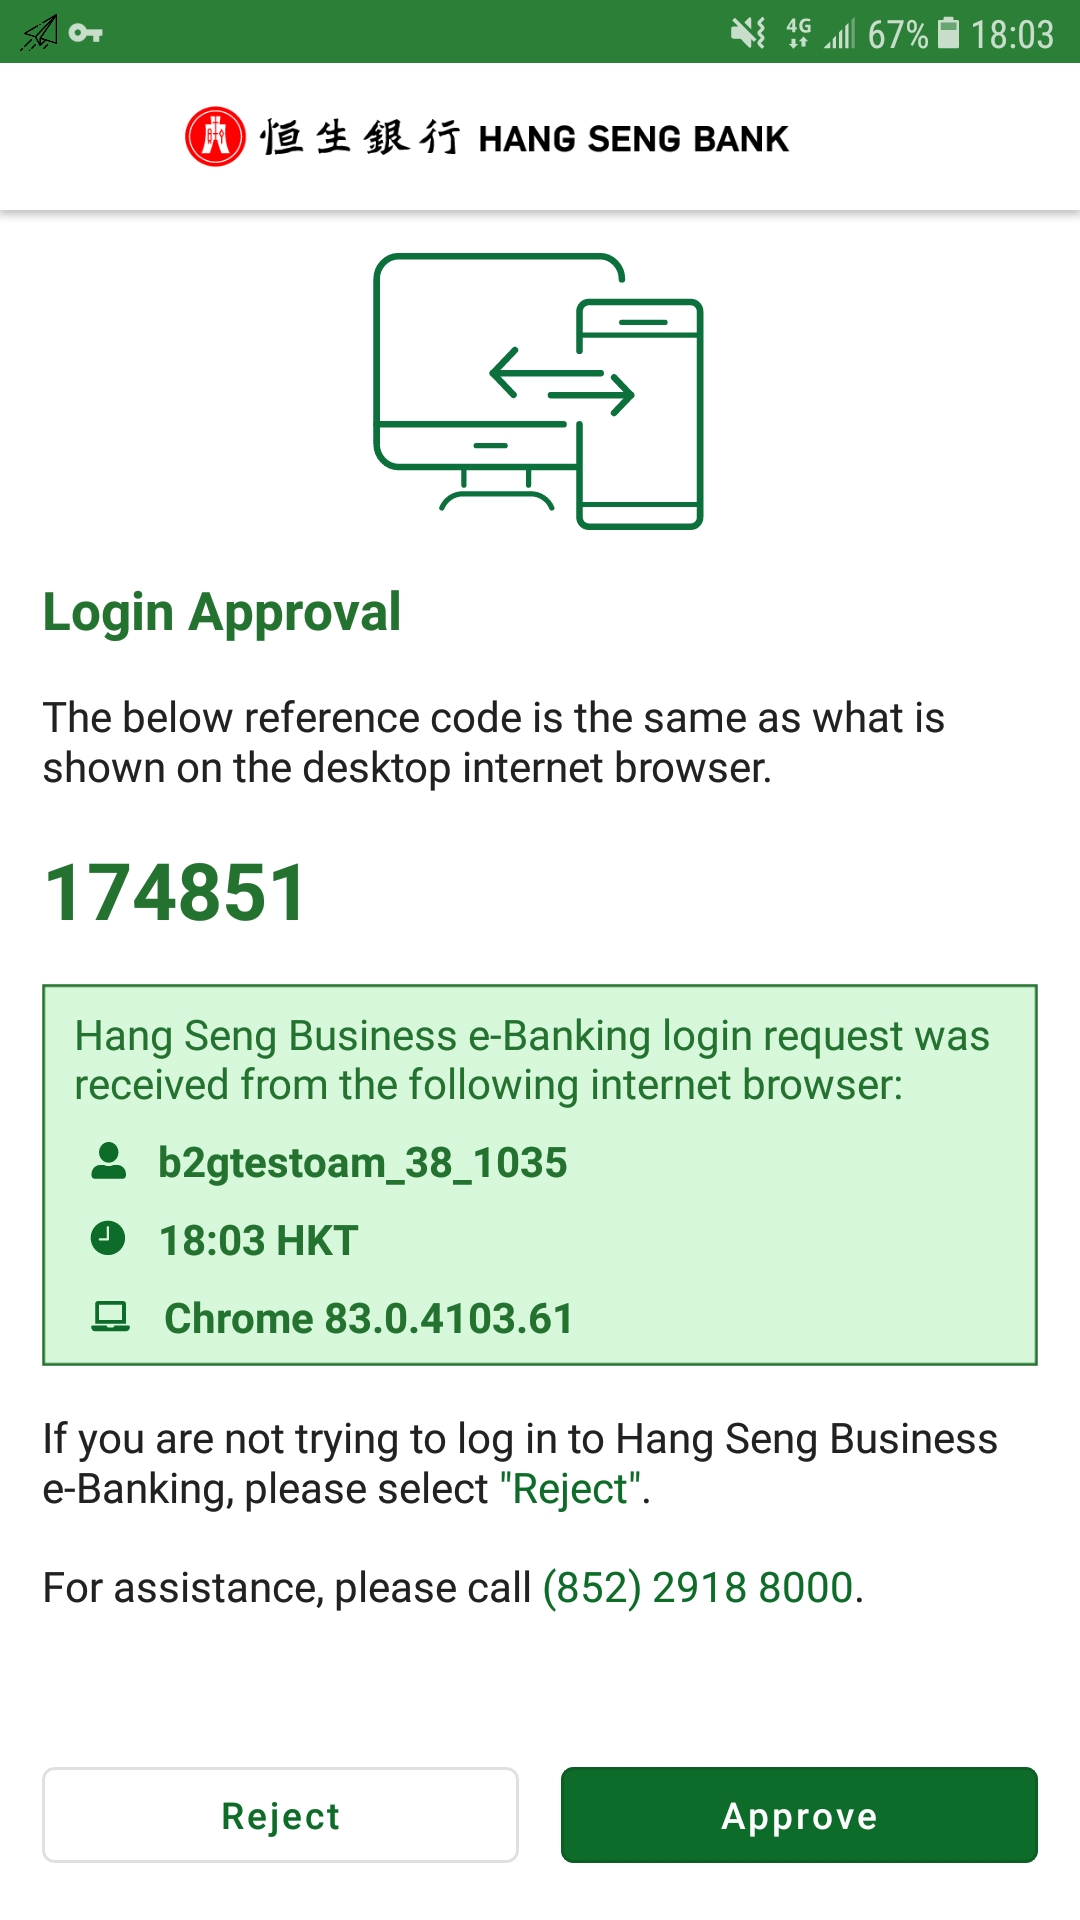 4G 67% 18:03
恒生銀行 HANG SENG BANK
Login Approval
The below reference code is the same as what is
shown on the desktop internet browser.
174851
Hang Seng Business e-Banking login request was
received from the following internet browser:
b2gtestoam_38_1035
18:03 HKT
Chrome 83.0.4103.61
If you are not trying to log in to Hang Seng Business
e-Banking, please select "Reject".
For assistance, please call (852) 2918 8000.
Reject Approve